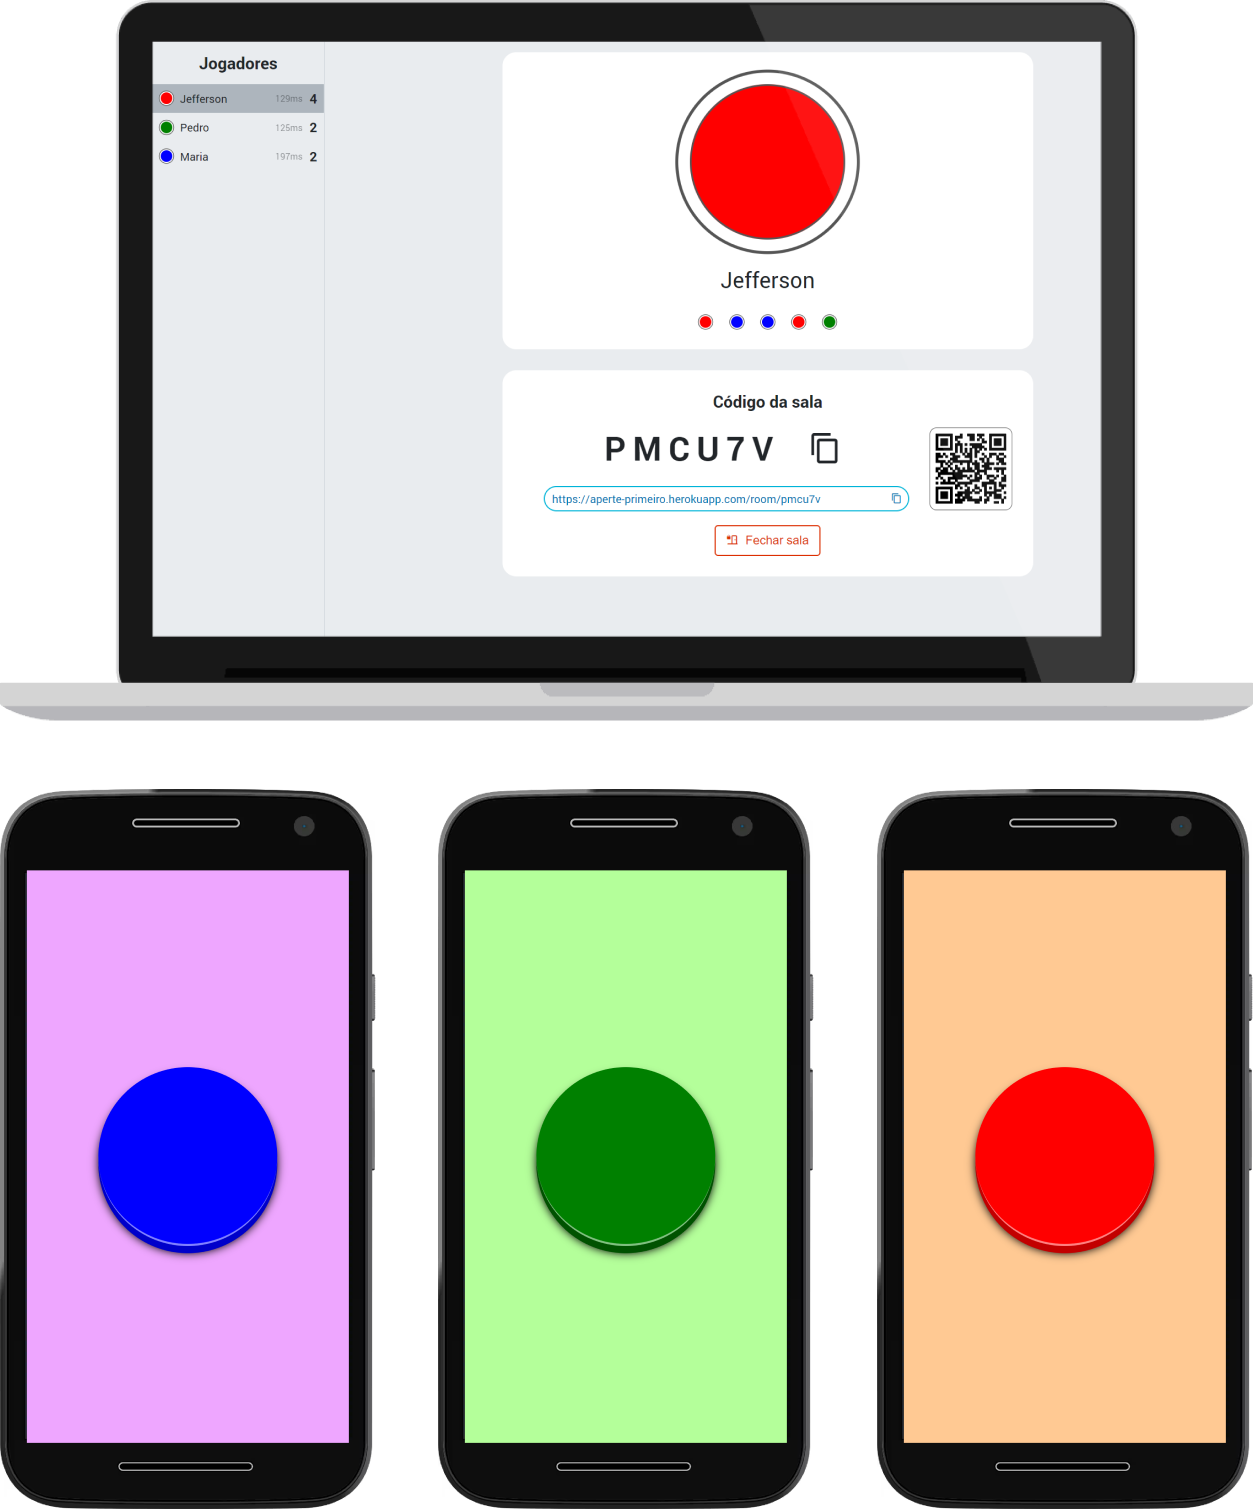 Jogadores
Jefferson 129ms 4
Pedro 125ms 2
Maria 197ms 2
Jefferson
Código da sala
PMCU7V
https://aperte-primeiro.herokuapp.com/room/pmcu7v
Fechar sala